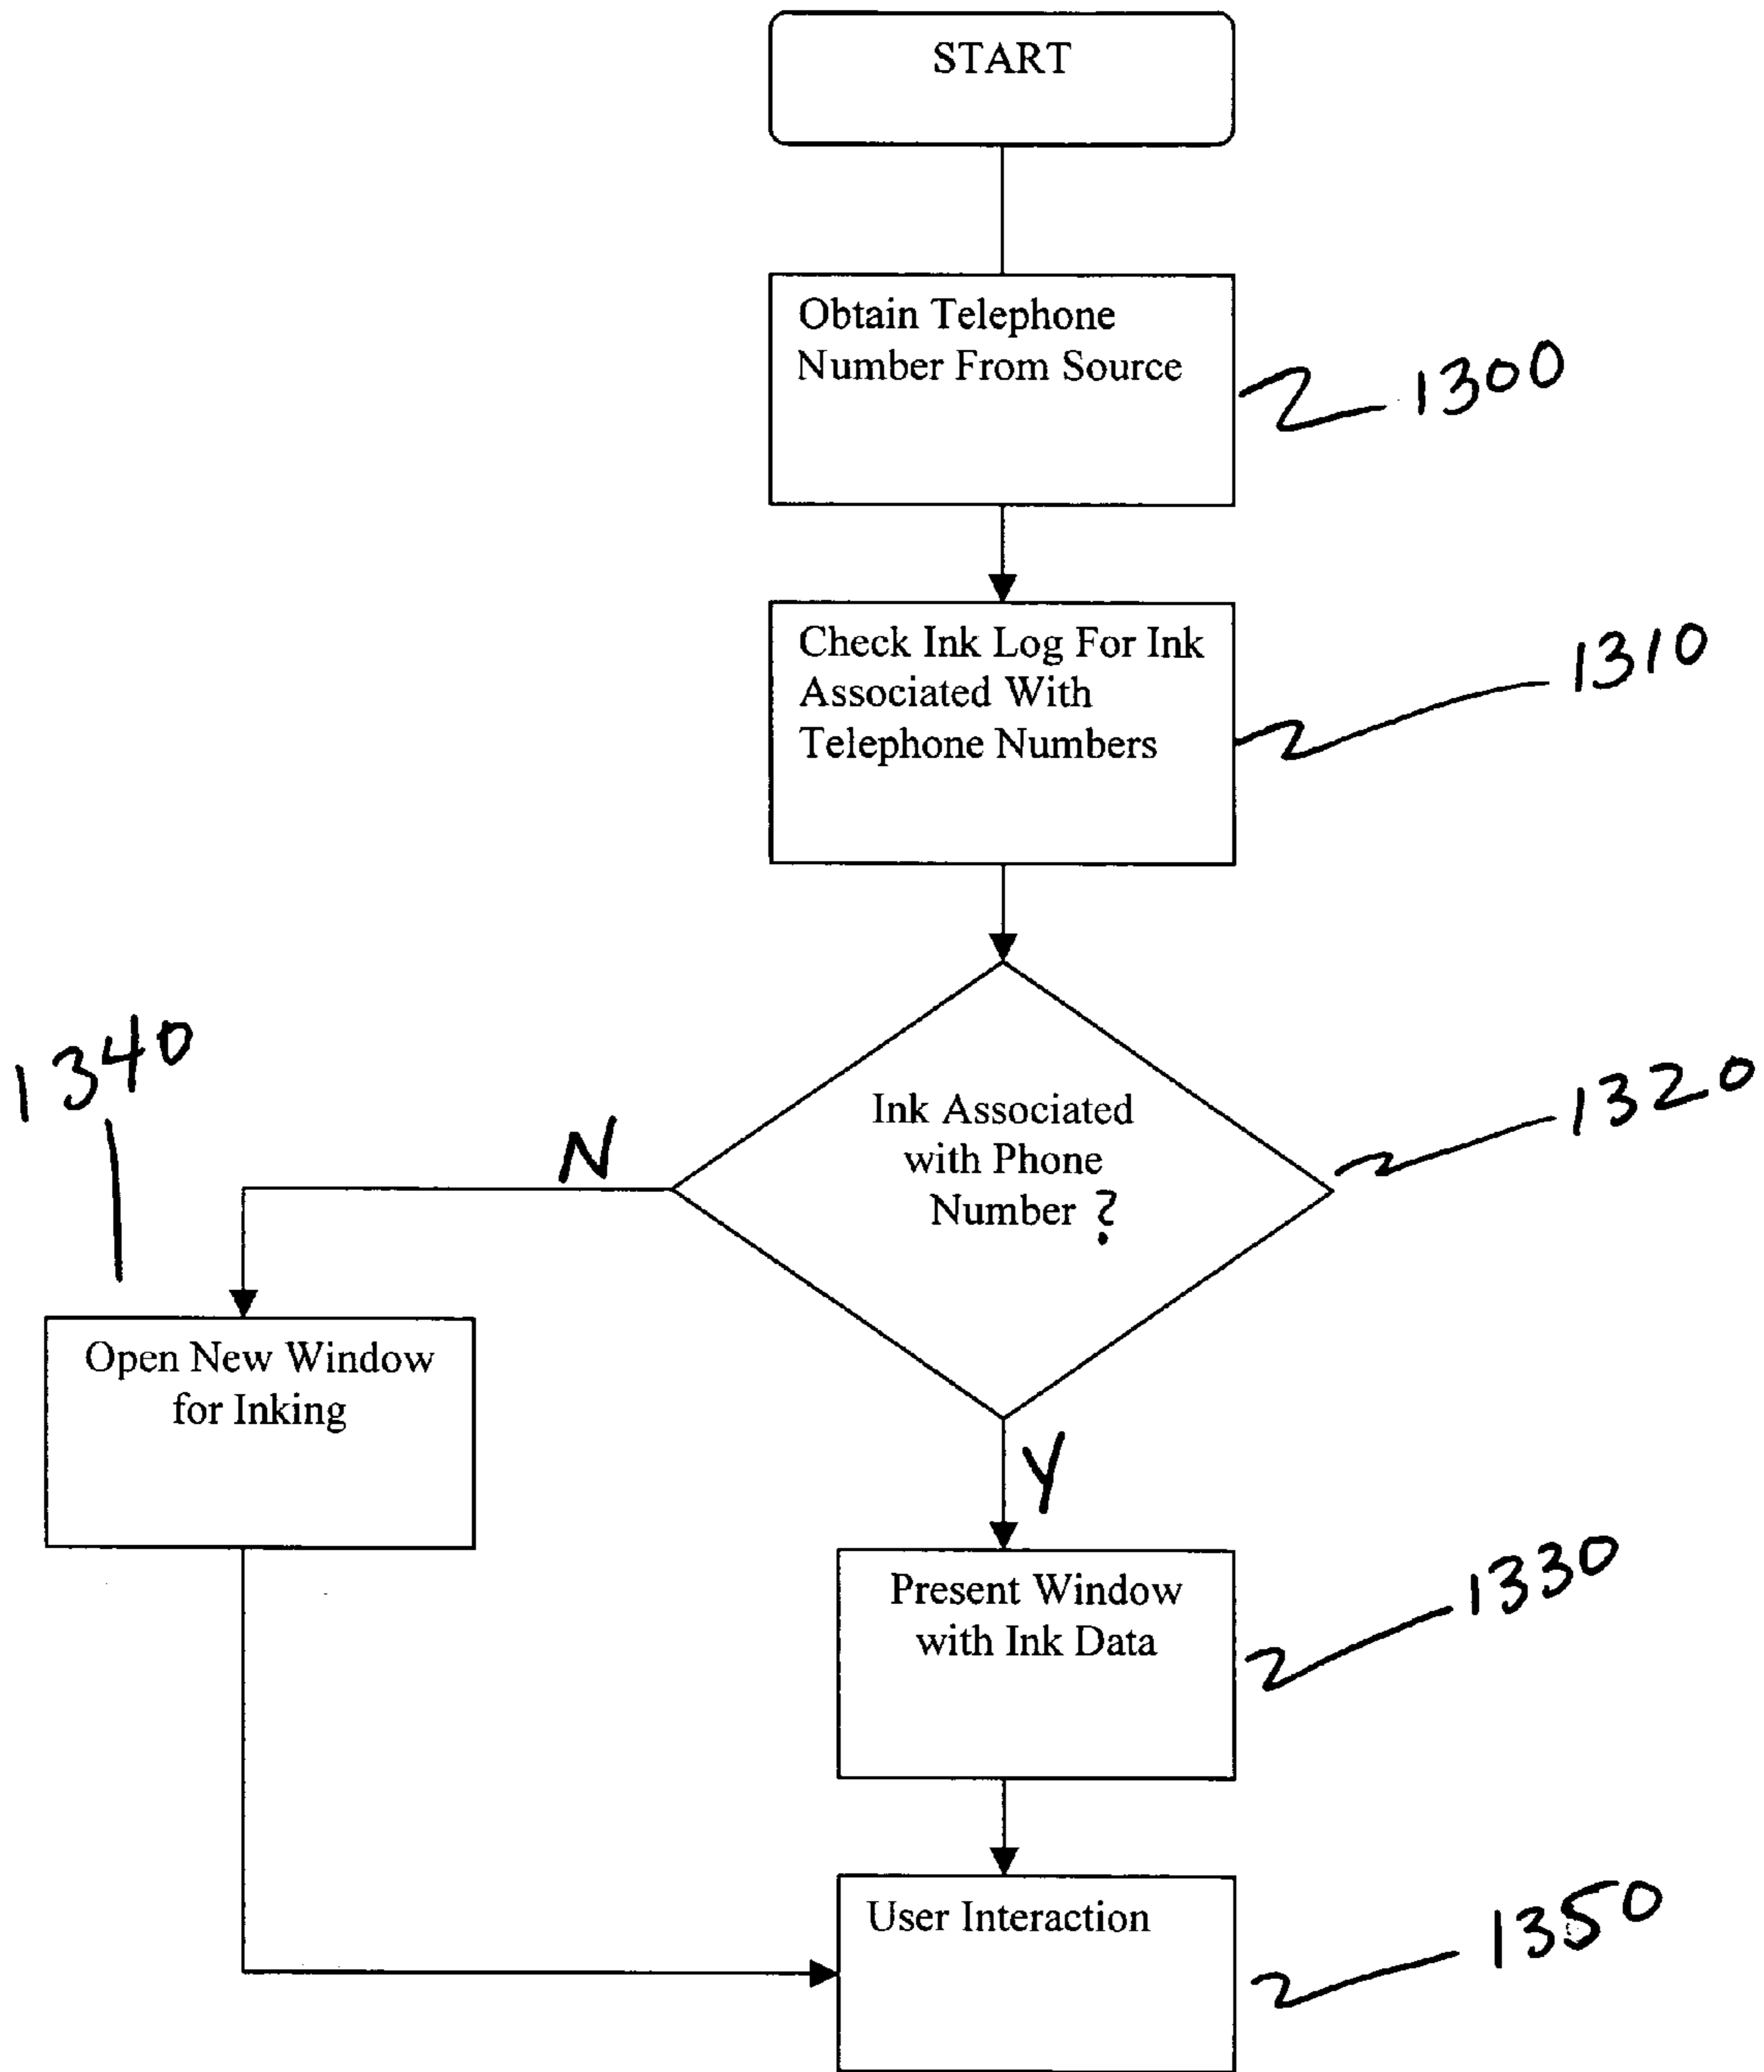 START
Obtain Telephone
Number From Source
1300
Check Ink Log For Ink
Associated With
Telephone Numbers
1310
Ink Associated
with Phone
Number ?
1320
N
1340
Open New Window
for Inking
Y
Present Window
with Ink Data
1330
User Interaction
1350